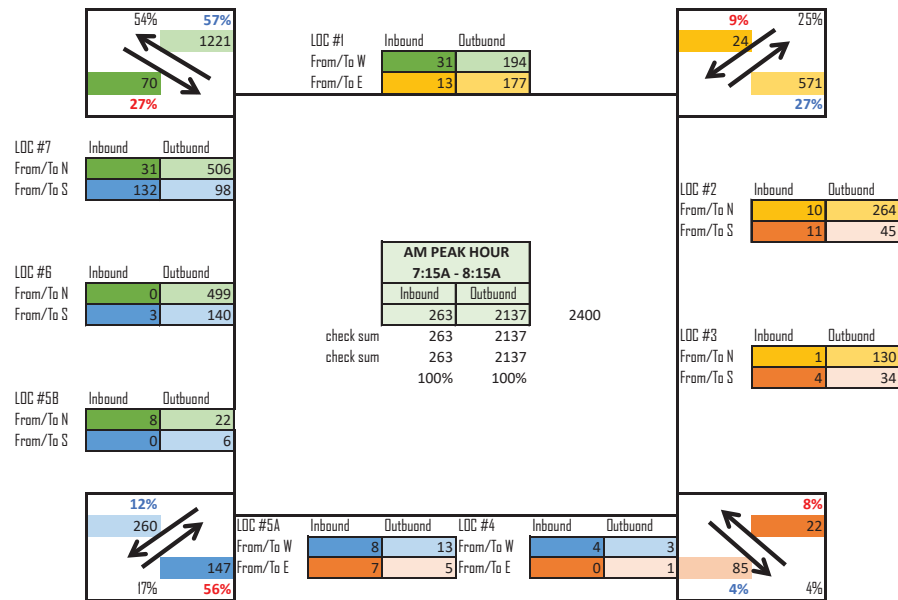 54% 57%
1221
70
27%
LOC #1 Inbound Outbound
From/To W 31 194
From/To E 13 177
9% 25%
24
571
27%
LOC #7 Inbound Outbuond
From/To N 31 506
From/To S 132 98
LOC #2 Inbound Outbuond
From/To N 10 264
From/To S 11 45
AM PEAK HOUR
7:15A - 8:15A
Inbound Outbuond
263 2137 2400
check sum 263 2137
check sum 263 2137
100% 100%
LOC #6 Inbound Outbuond
From/To N 0 499
From/To S 3 140
LOC #3 Inbound Outbuond
From/To N 1 130
From/To S 4 34
LOC #5B Inbound Outbuond
From/To N 8 22
From/To S 0 6
12%
260
147
17% 56%
LOC #5A Inbound Outbuond
From/To W 8 13
From/To E 7 5
LOC #4 Inbound Outbuond
From/To W 4 3
From/To E 0 1
8%
22
85
4% 4%